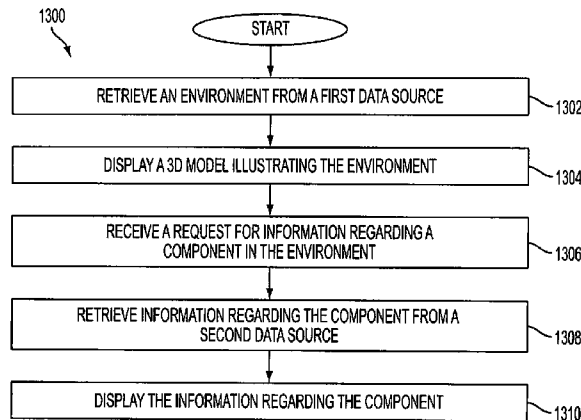 1300
START
RETRIEVE AN ENVIRONMENT FROM A FIRST DATA SOURCE
1302
DISPLAY A 3D MODEL ILLUSTRATING THE ENVIRONMENT
1304
RECEIVE A REQUEST FOR INFORMATION REGARDING A
COMPONENT IN THE ENVIRONMENT
1306
RETRIEVE INFORMATION REGARDING THE COMPONENT FROM A
SECOND DATA SOURCE
1308
DISPLAY THE INFORMATION REGARDING THE COMPONENT
1310